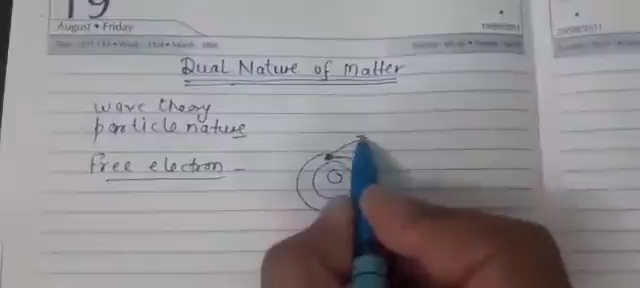 19
August • Friday
Dual Nature of Matter
wave theory
particle nature
free electron -